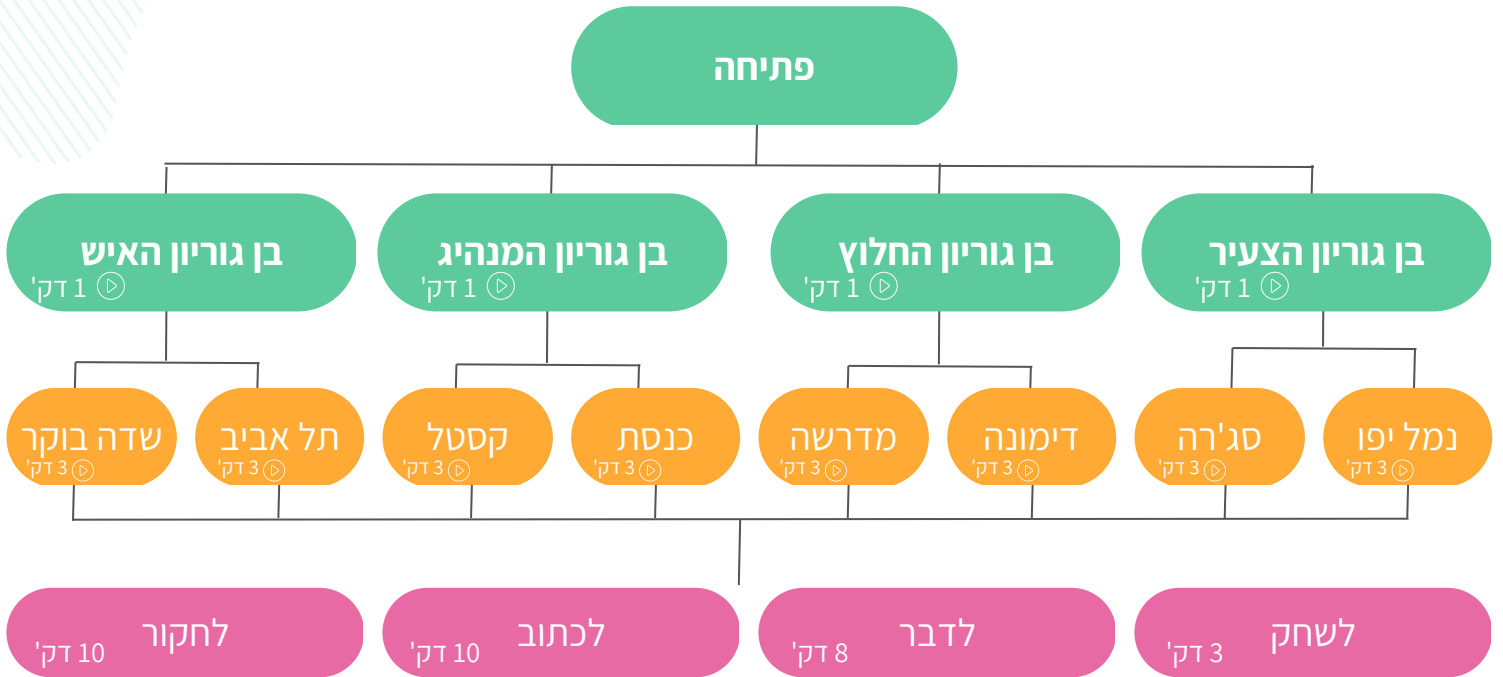 פתיחה
בן גוריון הצעיר
1 דק'
בן גוריון החלוץ
1 דק'
בן גוריון המנהיג
1 דק'
בן גוריון האיש
1 דק'
נמל יפו
3 דק'
סג'רה
3 דק'
דימונה
3 דק'
מדרשה
3 דק'
כנסת
3 דק'
קסטל
3 דק'
תל אביב
3 דק'
שדה בוקר
3 דק'
לשחק
3 דק'
לדבר
8 דק'
לכתוב
10 דק'
לחקור
10 דק'